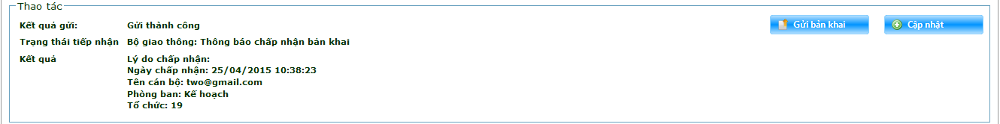 Thao tác
Kết quả gửi: Gửi thành công
Gửi bản khai Cập nhật
Trạng thái tiếp nhận Bộ giao thông: Thông báo chấp nhận bản khai
Kết quả Lý do chấp nhận:
Ngày chấp nhận: 25/04/2015 10:38:23
Tên cán bộ: two@gmail.com
Phòng ban: Kế hoạch
Tổ chức: 19